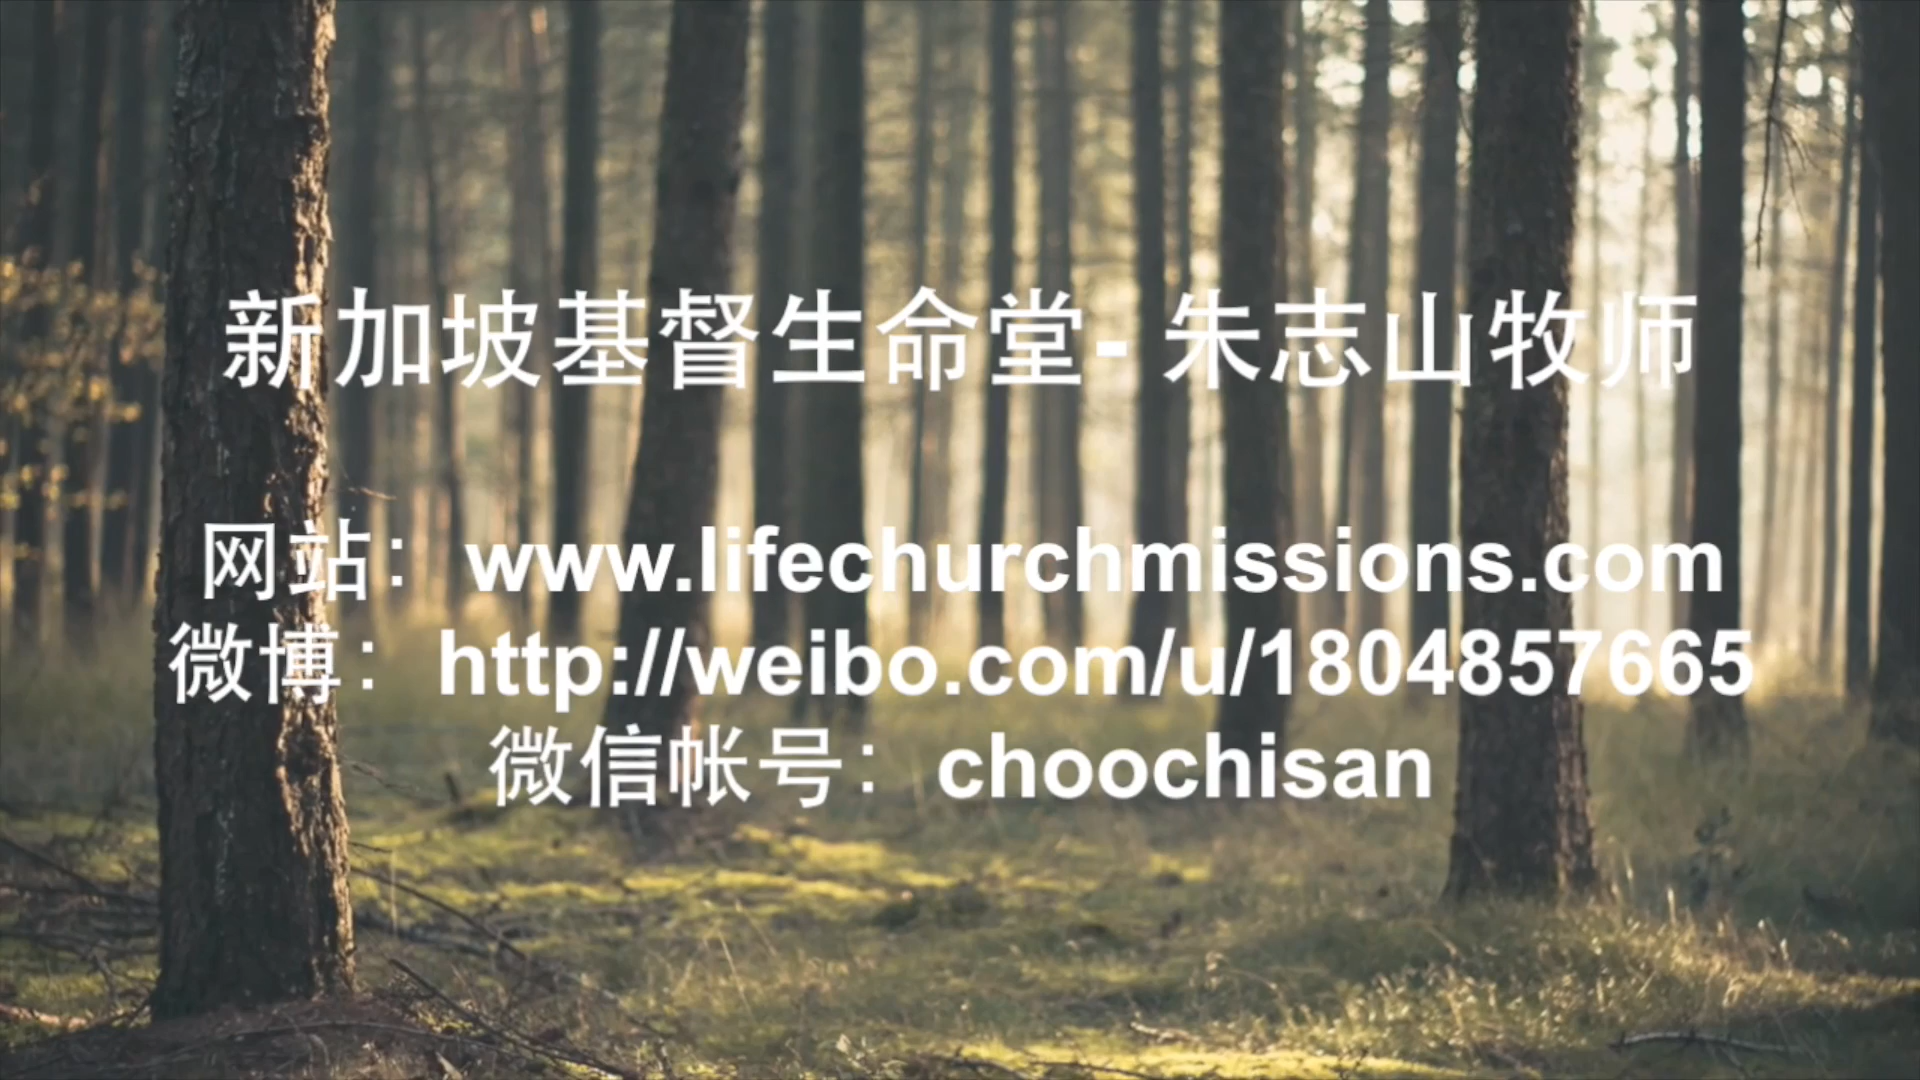 新加坡基督生命堂- 朱志山牧师
网站：www.lifechurchmissions.com
微博：http://weibo.com/u/1804857665
微信帐号：choochisan